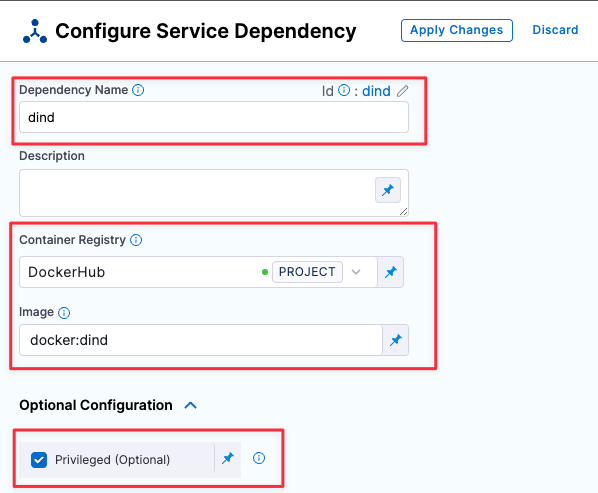 Configure Service Dependency
Apply Changes
Discard
Dependency Name
Id : dind
dind
Description
Container Registry
DockerHub
PROJECT
Image
docker:dind
Optional Configuration
Privileged (Optional)